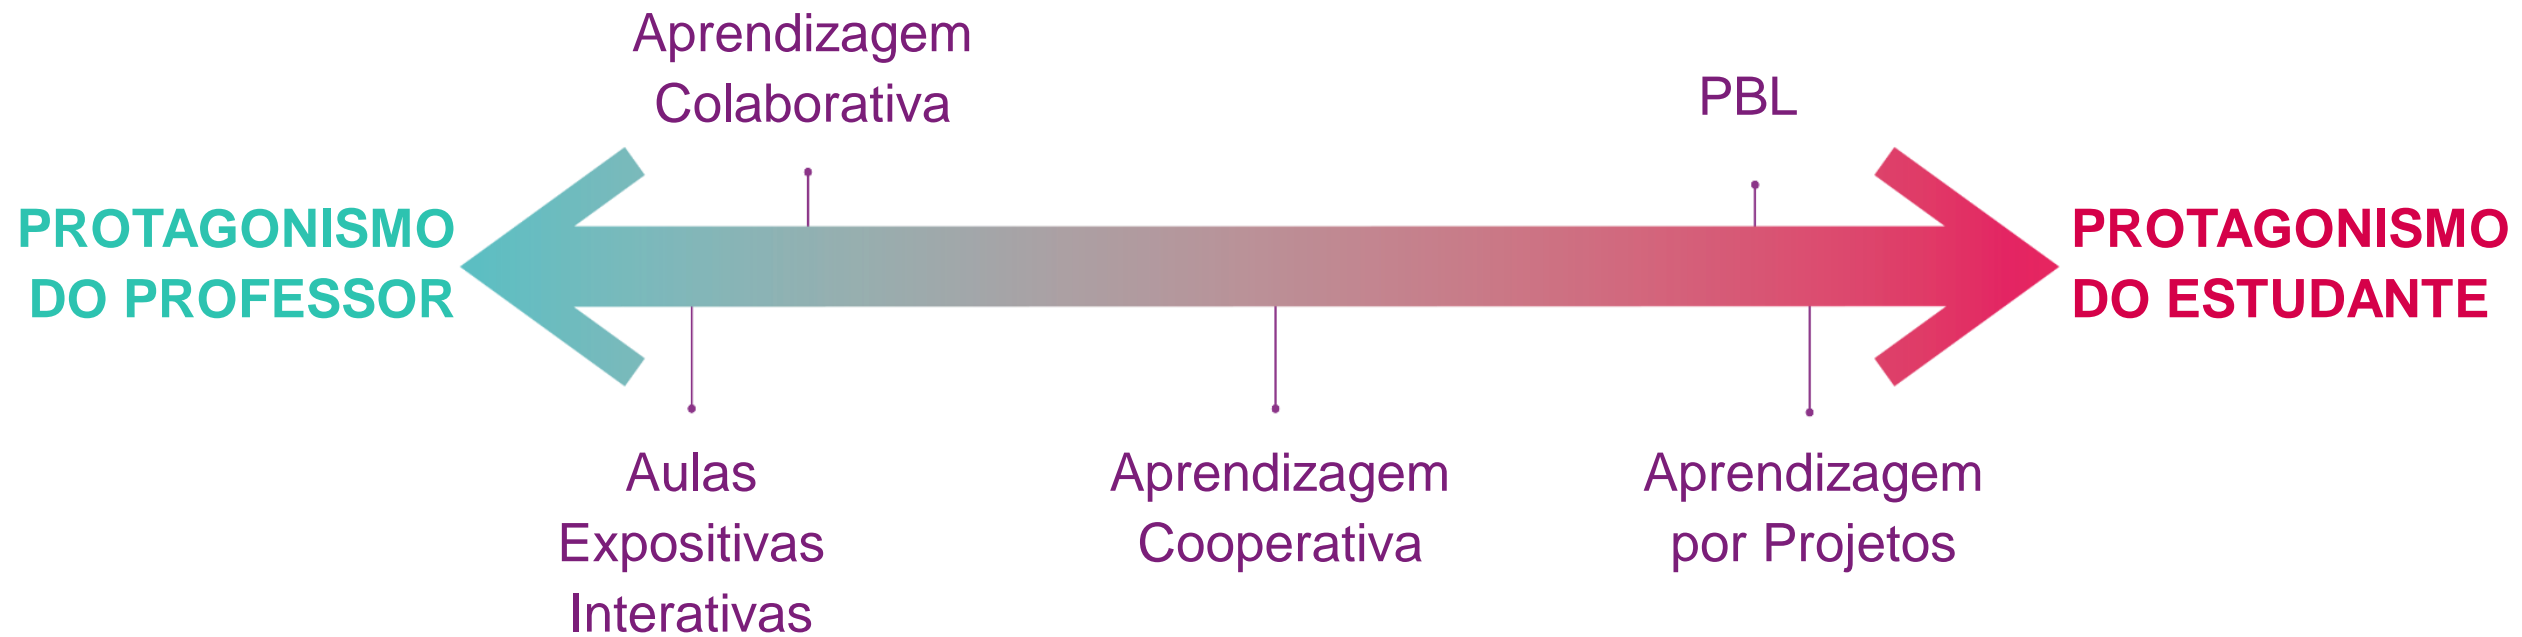 Aprendizagem
Colaborativa
PBL
PROTAGONISMO
DO PROFESSOR
PROTAGONISMO
DO ESTUDANTE
Aulas
Expositivas
Interativas
Aprendizagem
Cooperativa
Aprendizagem
por Projetos